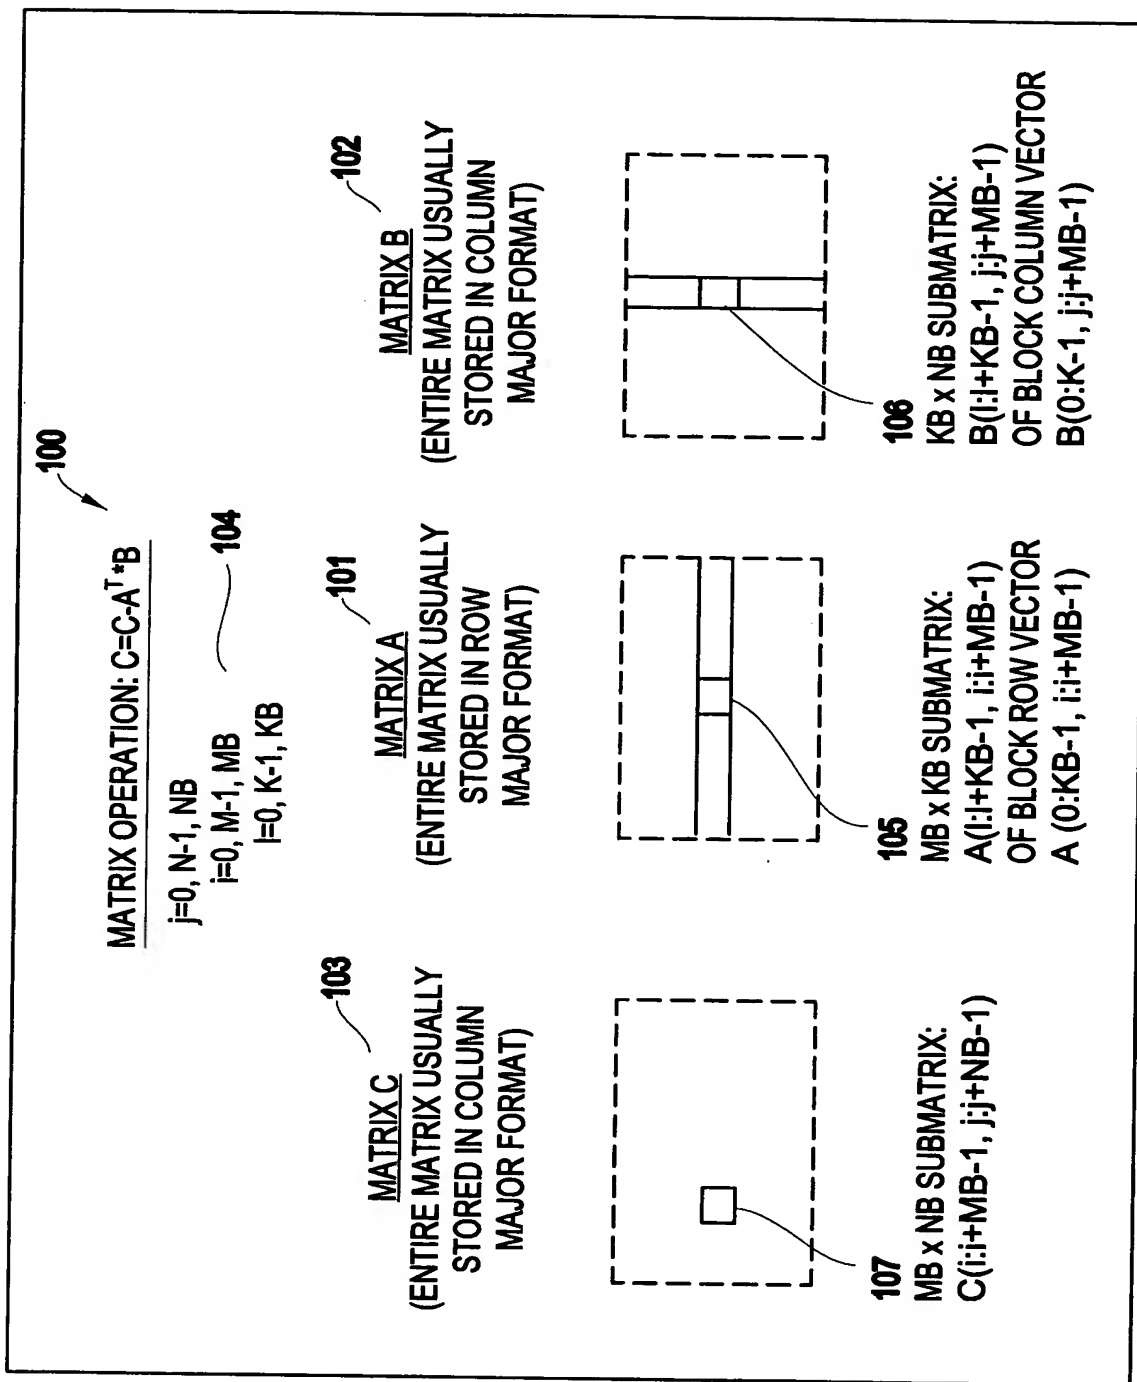 MATRIX OPERATION: C=C-Aᵀ*B
100
j=0, N-1, NB
i=0, M-1, MB
l=0, K-1, KB
104
103
MATRIX C
(ENTIRE MATRIX USUALLY
STORED IN COLUMN
MAJOR FORMAT)
101
MATRIX A
(ENTIRE MATRIX USUALLY
STORED IN ROW
MAJOR FORMAT)
102
MATRIX B
(ENTIRE MATRIX USUALLY
STORED IN COLUMN
MAJOR FORMAT)
107
MB x NB SUBMATRIX:
C(i:i+MB-1, j:j+NB-1)
105
MB x KB SUBMATRIX:
A(l:l+KB-1, i:i+MB-1)
OF BLOCK ROW VECTOR
A (0:KB-1, i:i+MB-1)
106
KB x NB SUBMATRIX:
B(l:l+KB-1, j:j+MB-1)
OF BLOCK COLUMN VECTOR
B(0:K-1, j:j+MB-1)